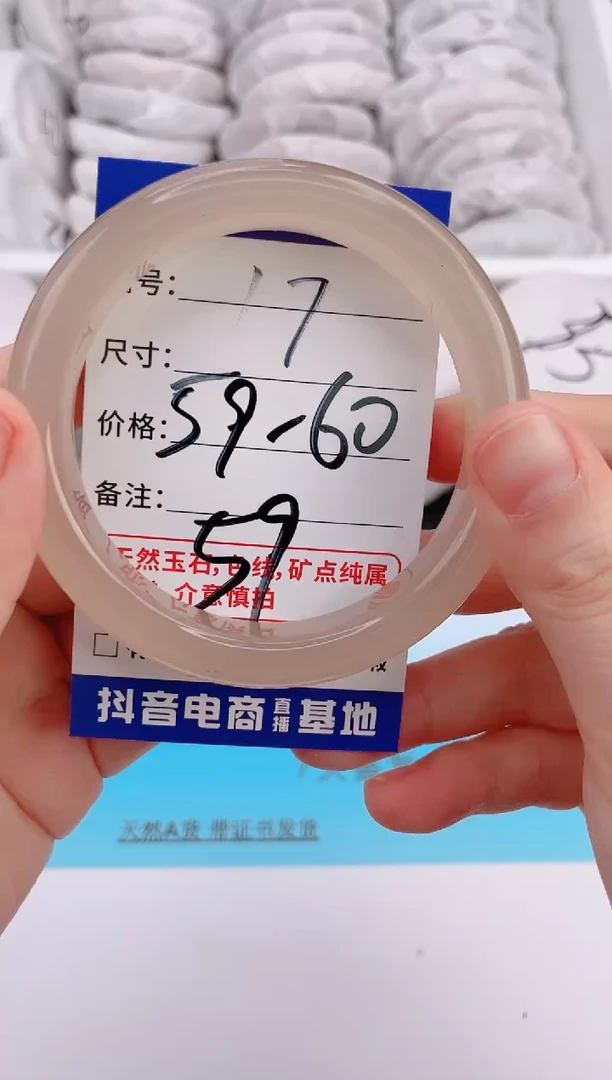 号: 17
尺寸:
价格: 59-60
备注: 59
天然玉石, 石纹, 矿点纯属
介意慎拍
抖音电商直播基地
天然A货 带证书发货